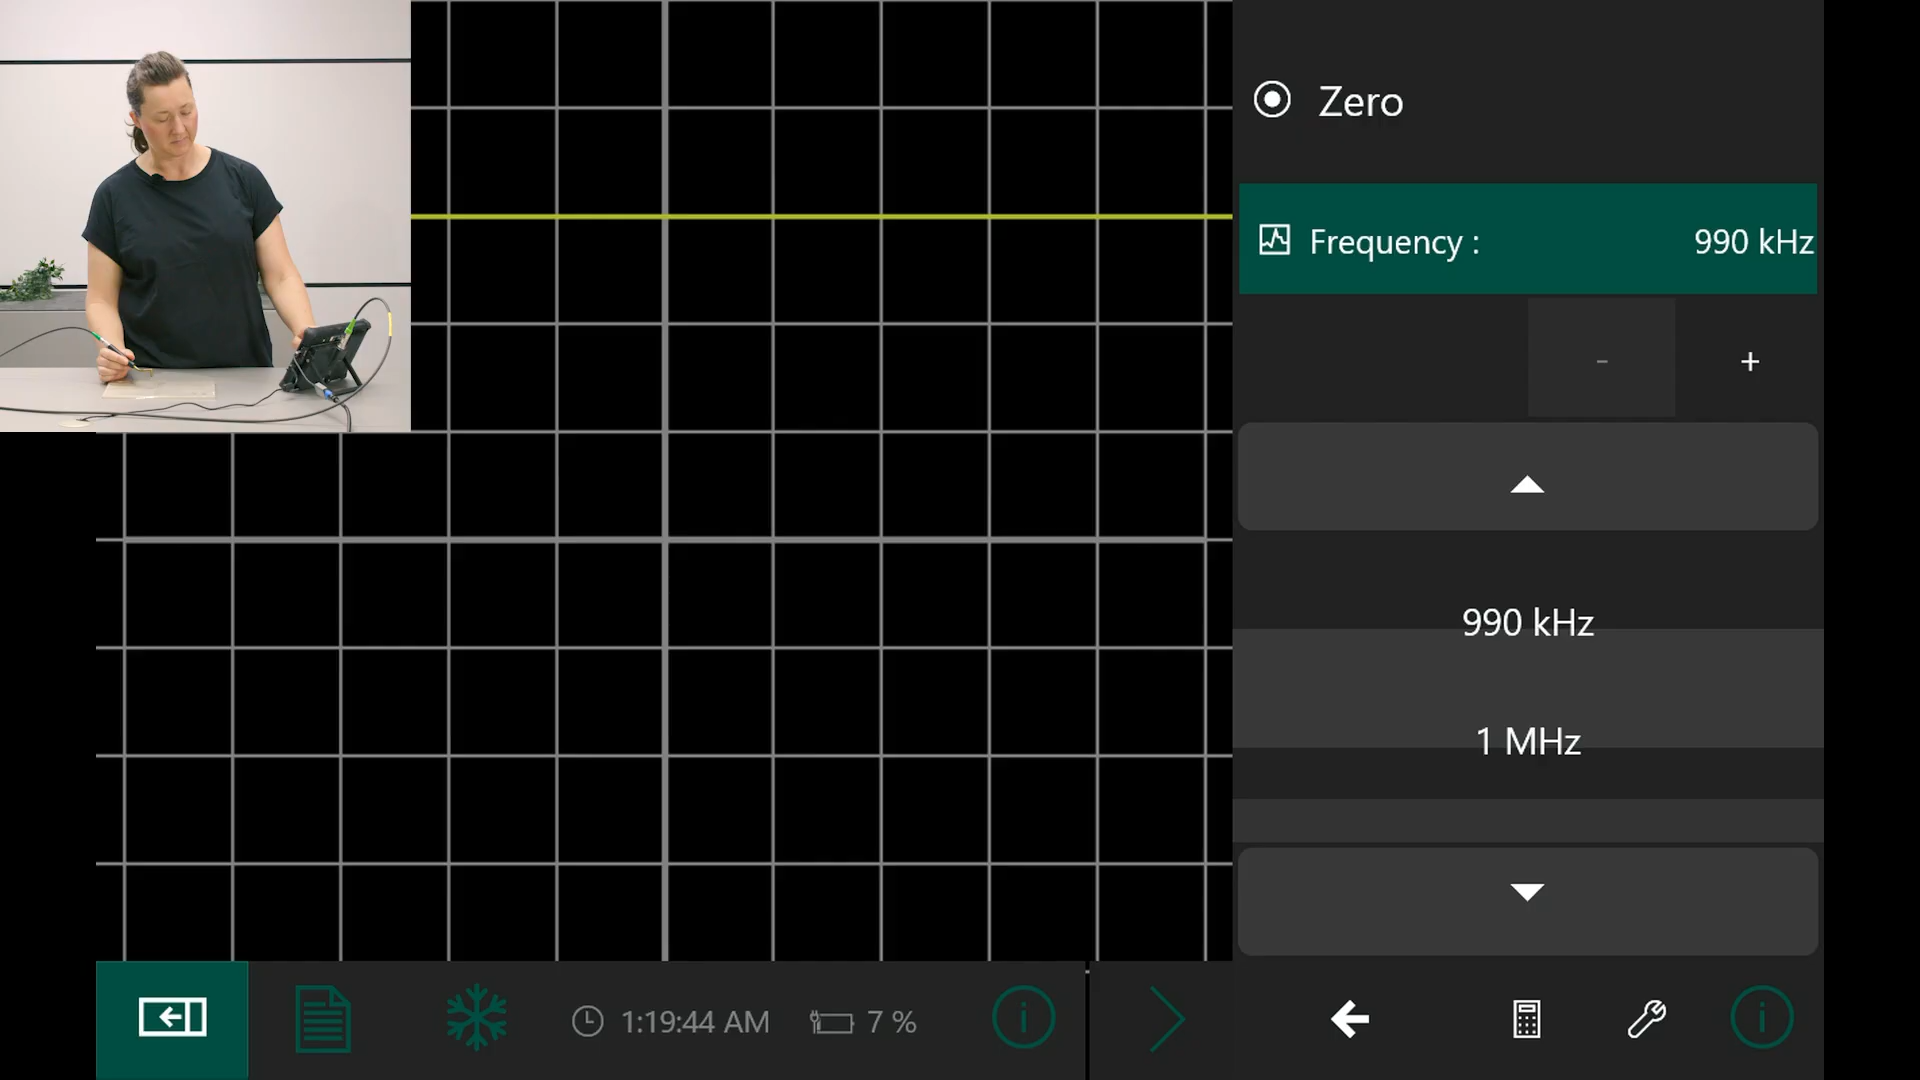 Zero
Frequency : 990 kHz
- +
990 kHz
1 MHz
1:19:44 AM 7 %